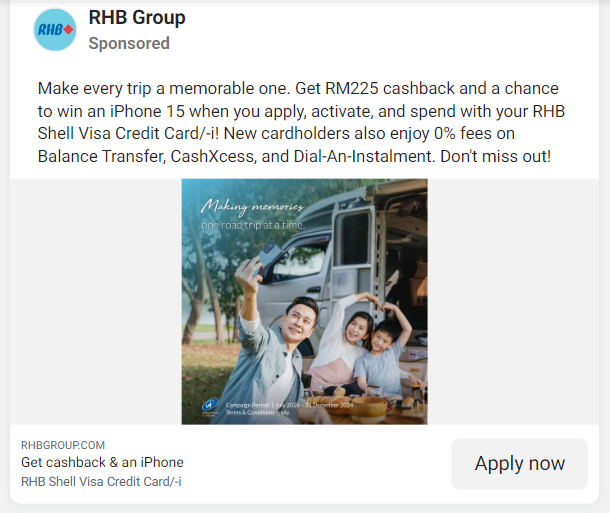 RHB
RHB Group
Sponsored
Make every trip a memorable one. Get RM225 cashback and a chance
to win an iPhone 15 when you apply, activate, and spend with your RHB
Shell Visa Credit Card/-i! New cardholders also enjoy 0% fees on
Balance Transfer, CashXcess, and Dial-An-Instalment. Don't miss out!
Making memories
one road trip at a time.
Campaign Period: 1 July 2024 – 31 December 2024
Terms & Conditions apply.
RHBGROUP.COM
Get cashback & an iPhone
RHB Shell Visa Credit Card/-i
Apply now